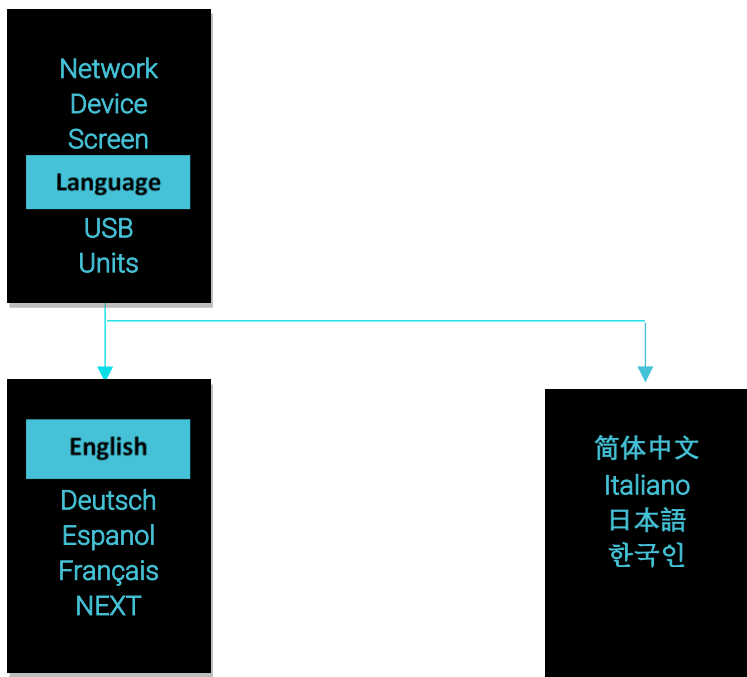 Network
Device
Screen
Language
USB
Units
English
Deutsch
Espanol
Français
NEXT
简体中文
Italiano
日本語
한국인